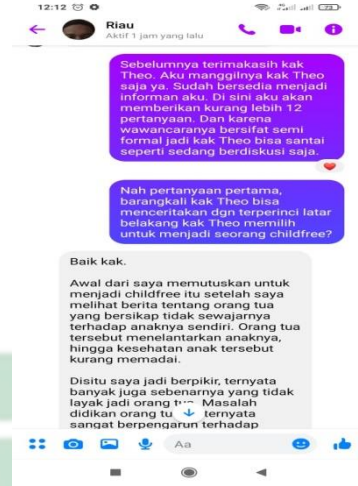 12:12
72
Riau
Aktif 1 jam yang lalu
Sebelumnya terimakasih kak
Theo. Aku manggilnya kak Theo
saja ya. Sudah bersedia menjadi
informan aku. Di sini aku akan
memberikan kurang lebih 12
pertanyaan. Dan karena
wawancaranya bersifat semi
formal jadi kak Theo bisa santai
seperti sedang berdiskusi saja.
Nah pertanyaan pertama,
barangkali kak Theo bisa
menceritakan dgn terperinci latar
belakang kak Theo memilih
untuk menjadi seorang childfree?
Baik kak.
Awal dari saya memutuskan untuk
menjadi childfree itu setelah saya
melihat berita tentang orang tua
yang bersikap tidak sewajarnya
terhadap anaknya sendiri. Orang tua
tersebut menelantarkan anaknya,
hingga kesehatan anak tersebut
kurang memadai.
Disitu saya jadi berpikir, ternyata
banyak juga sebenarnya yang tidak
layak jadi orang Masalah
didikan orang tu ternyata
sangat berpengarun terhadap
Aa